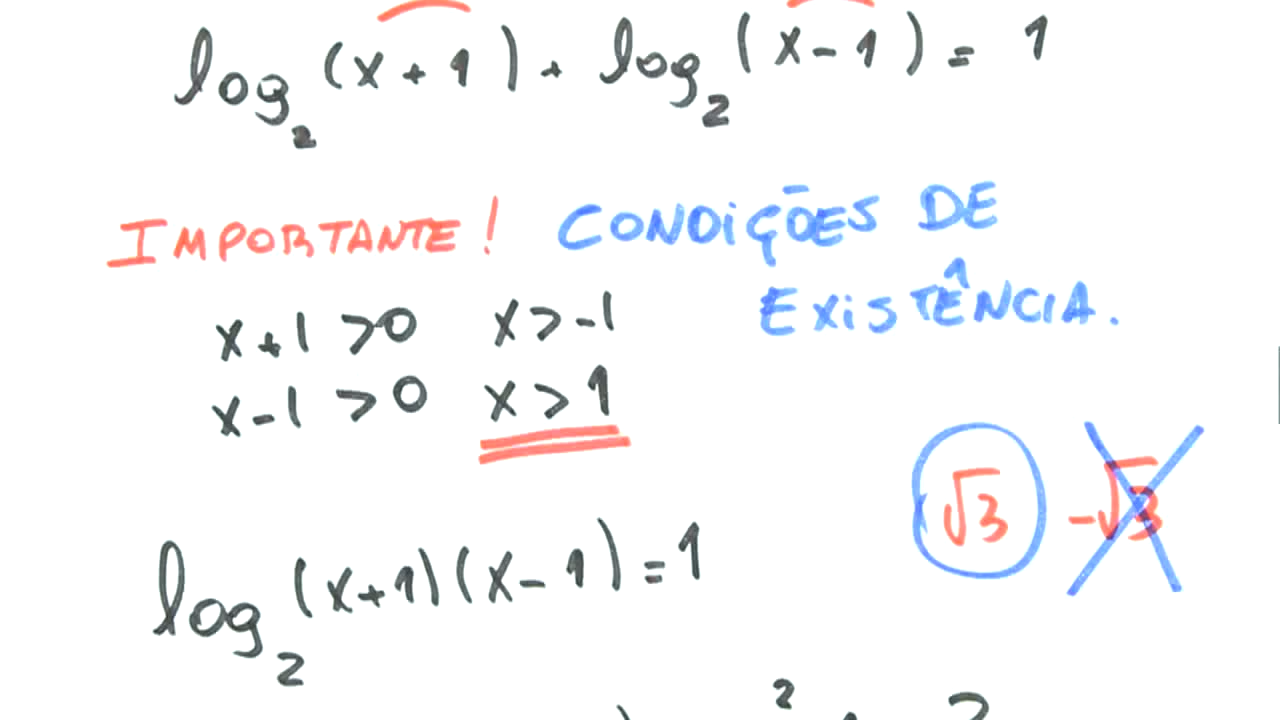 log₂(x+1) + log₂(x-1) = 1
IMPORTANTE! CONDIÇÕES DE
EXISTÊNCIA.
x+1>0 x>-1
x-1>0 x>1
√3 -√3
log₂(x+1)(x-1)=1